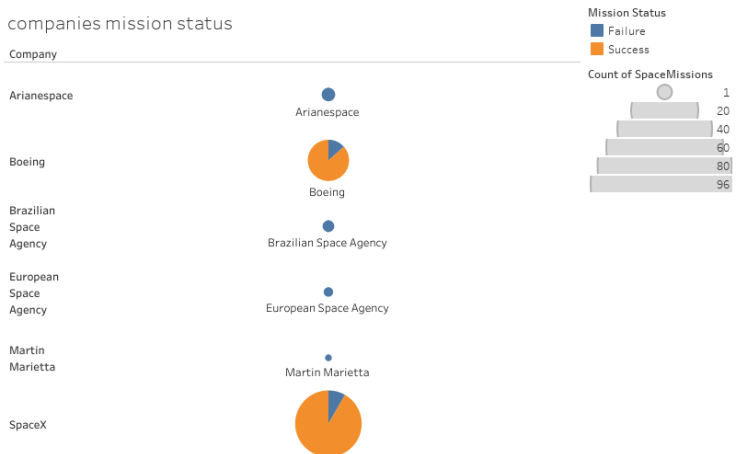 companies mission status
Company
Arianespace
Arianespace
Boeing
Boeing
Brazilian
Space
Agency
Brazilian Space Agency
European
Space
Agency
European Space Agency
Martin
Marietta
Martin Marietta
SpaceX
Mission Status
Failure
Success
Count of SpaceMissions
1
20
40
60
80
96